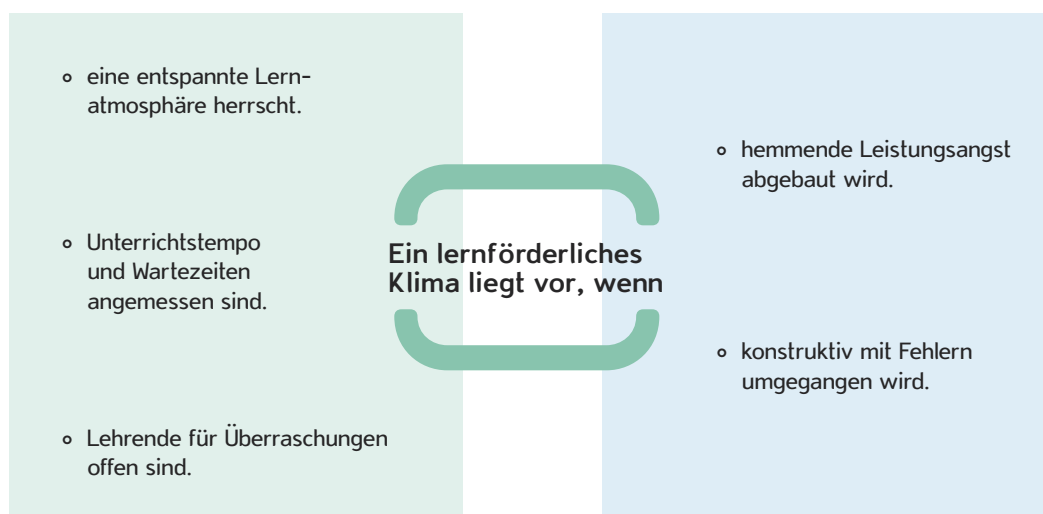 eine entspannte Lern-
atmosphäre herrscht.
Unterrichtstempo
und Wartezeiten
angemessen sind.
Lehrende für Überraschungen
offen sind.
Ein lernförderliches
Klima liegt vor, wenn
hemmende Leistungsangst
abgebaut wird.
konstruktiv mit Fehlern
umgegangen wird.